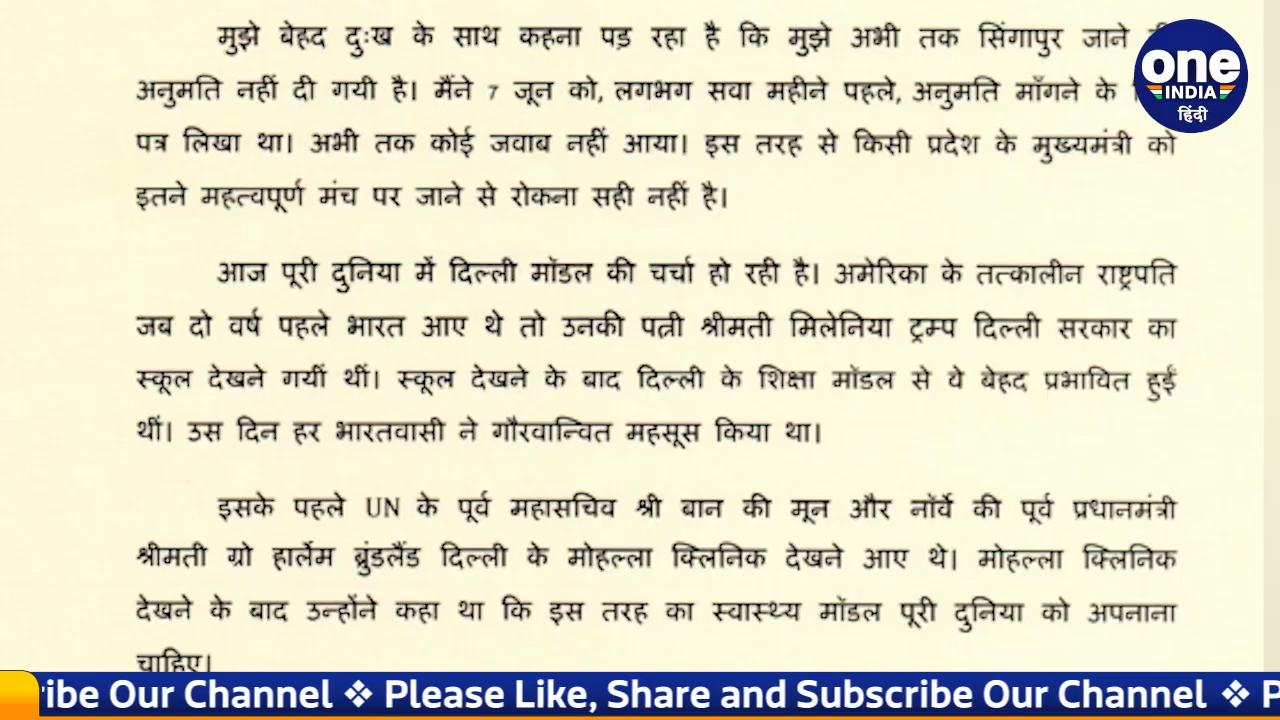 मुझे बेहद दुःख के साथ कहना पड़ रहा है कि मुझे अभी तक सिंगापुर जाने
अनुमति नहीं दी गयी है। मैंने 7 जून को, लगभग सवा महीने पहले, अनुमति माँगने के
पत्र लिखा था। अभी तक कोई जवाब नहीं आया। इस तरह से किसी प्रदेश के मुख्यमंत्री को
इतने महत्वपूर्ण मंच पर जाने से रोकना सही नहीं है।
आज पूरी दुनिया में दिल्ली मॉडल की चर्चा हो रही है। अमेरिका के तत्कालीन राष्ट्रपति
जब दो वर्ष पहले भारत आए थे तो उनकी पत्नी श्रीमती मिलेनिया ट्रम्प दिल्ली सरकार का
स्कूल देखने गयीं थीं। स्कूल देखने के बाद दिल्ली के शिक्षा मॉडल से वे बेहद प्रभावित हुईं
थीं। उस दिन हर भारतवासी ने गौरवान्वित महसूस किया था।
इसके पहले UN के पूर्व महासचिव श्री बान की मून और नॉर्वे की पूर्व प्रधानमंत्री
श्रीमती ग्रो हार्लेम ब्रुंडलैंड दिल्ली के मोहल्ला क्लिनिक देखने आए थे। मोहल्ला क्लिनिक
देखने के बाद उन्होंने कहा था कि इस तरह का स्वास्थ्य मॉडल पूरी दुनिया को अपनाना
चाहिए।
one
INDIA
हिंदी
ribe Our Channel ❖ Please Like, Share and Subscribe Our Channel ❖ P